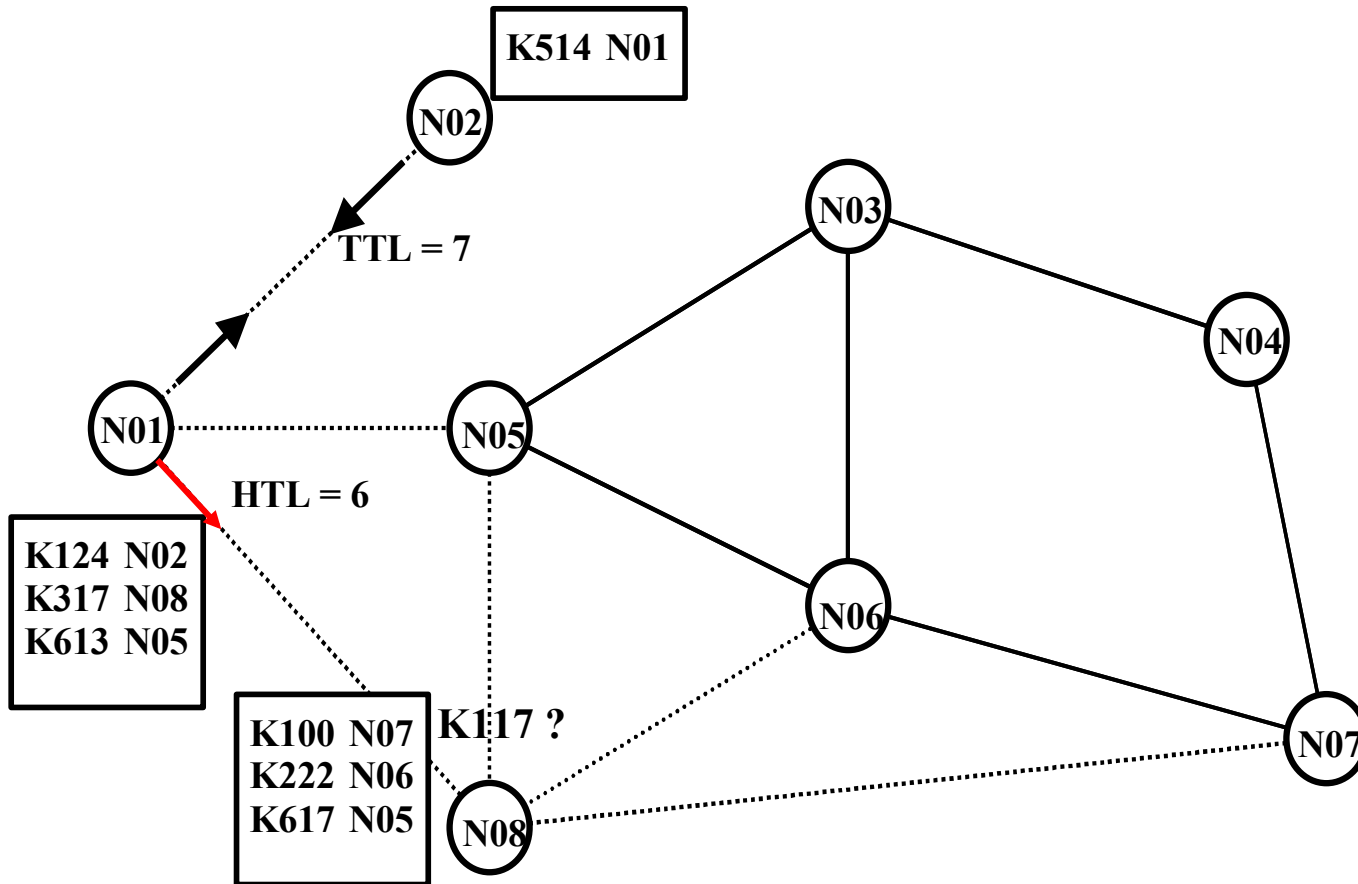 K514 N01
N02
N03
TTL = 7
N04
N01
N05
HTL = 6
K124 N02
K317 N08
K613 N05
N06
K100 N07
K222 N06
K617 N05
K117 ?
N07
N08